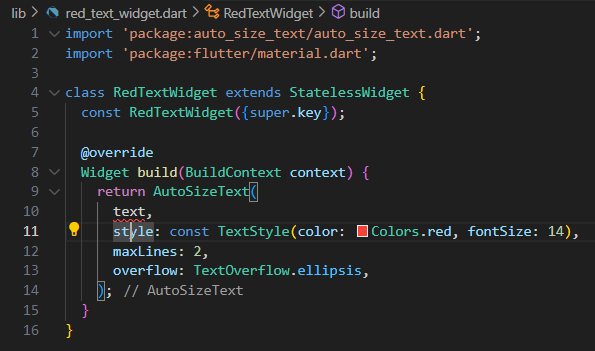 lib > red_text_widget.dart > RedTextWidget > build
1 import 'package:auto_size_text/auto_size_text.dart';
2 import 'package:flutter/material.dart';
3
4 class RedTextWidget extends StatelessWidget {
5   const RedTextWidget({super.key});
6
7   @override
8   Widget build(BuildContext context) {
9     return AutoSizeText(
10       text,
11       style: const TextStyle(color: Colors.red, fontSize: 14),
12       maxLines: 2,
13       overflow: TextOverflow.ellipsis,
14     ); // AutoSizeText
15   }
16 }